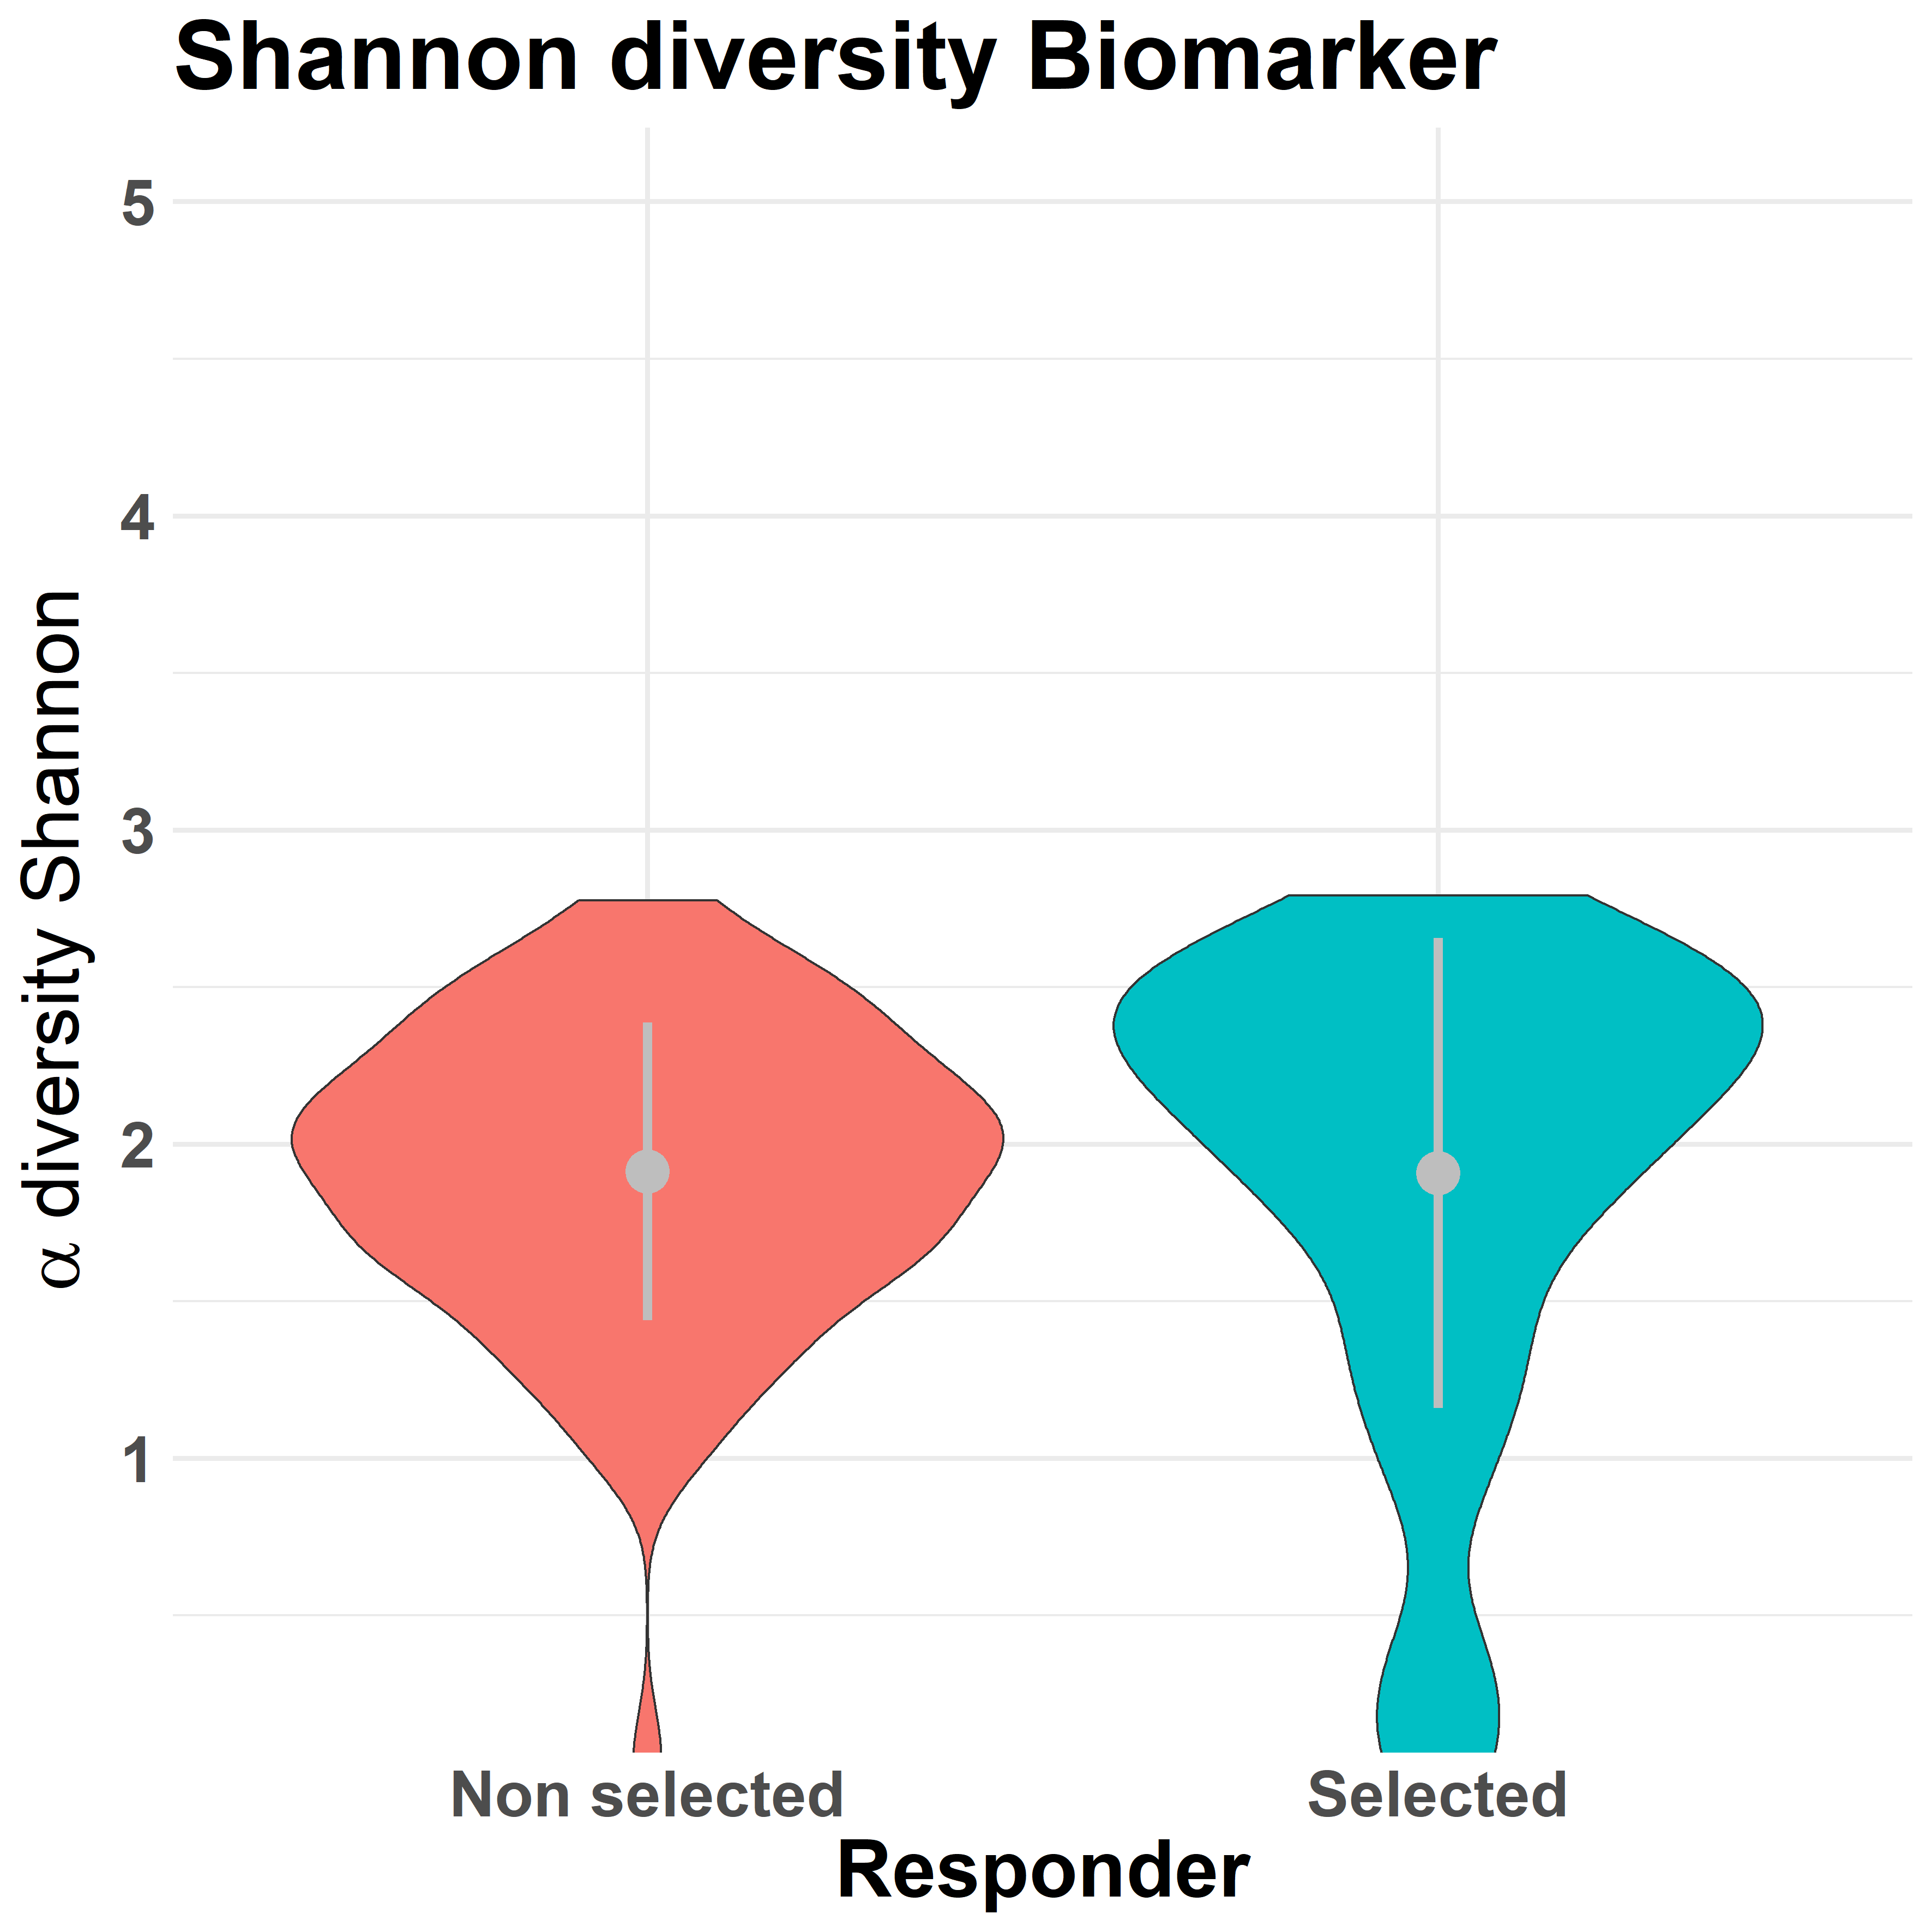 Shannon diversity Biomarker
α diversity Shannon
5
4
3
2
1
Non selected
Selected
Responder